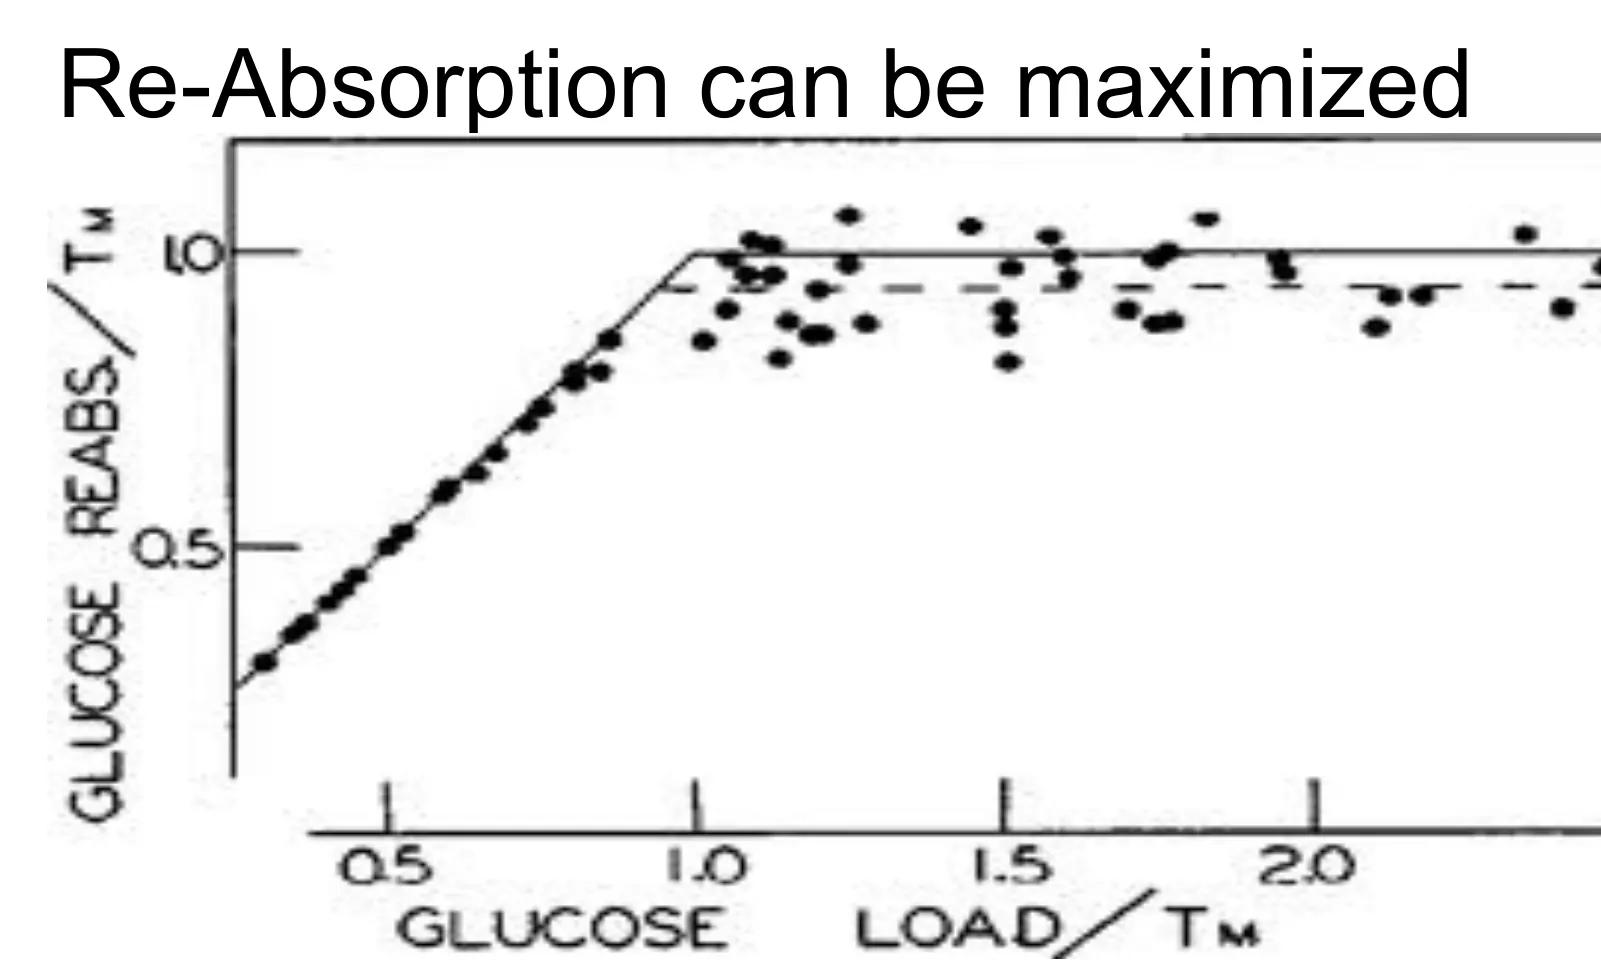 Re-Absorption can be maximized
GLUCOSE REABS./TM
1.0
0.5
0.5 1.0 1.5 2.0
GLUCOSE LOAD/TM